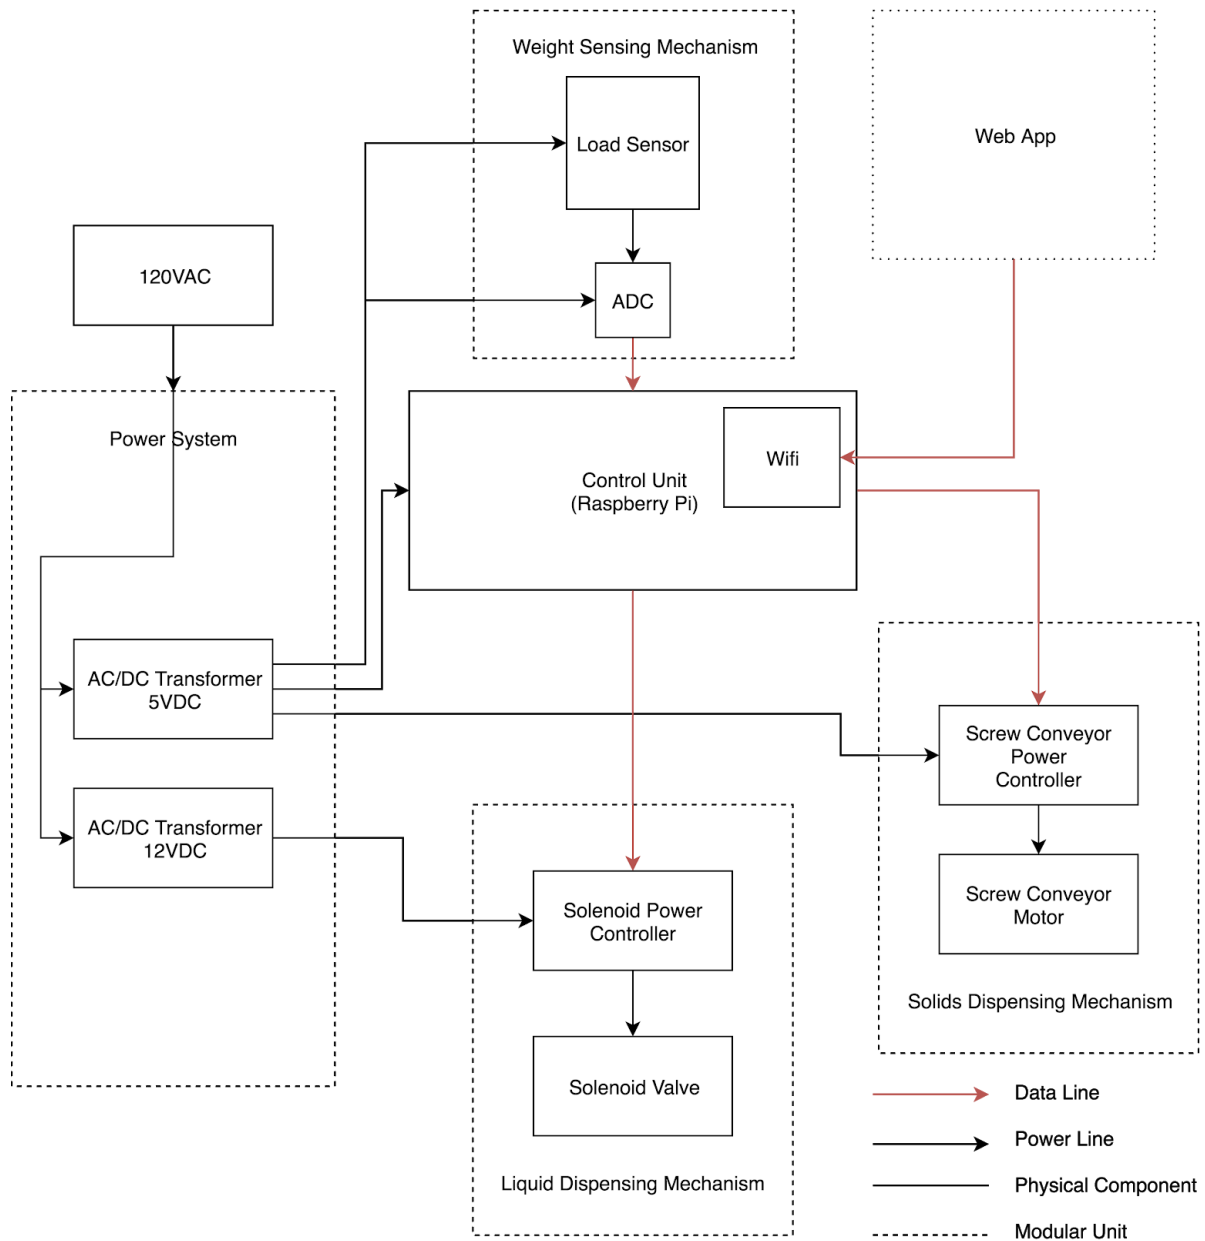 Weight Sensing Mechanism
Load Sensor
ADC
Web App
120VAC
Power System
Control Unit
(Raspberry Pi)
Wifi
AC/DC Transformer
5VDC
AC/DC Transformer
12VDC
Screw Conveyor
Power
Controller
Screw Conveyor
Motor
Solids Dispensing Mechanism
Solenoid Power
Controller
Solenoid Valve
Liquid Dispensing Mechanism
Data Line
Power Line
Physical Component
Modular Unit